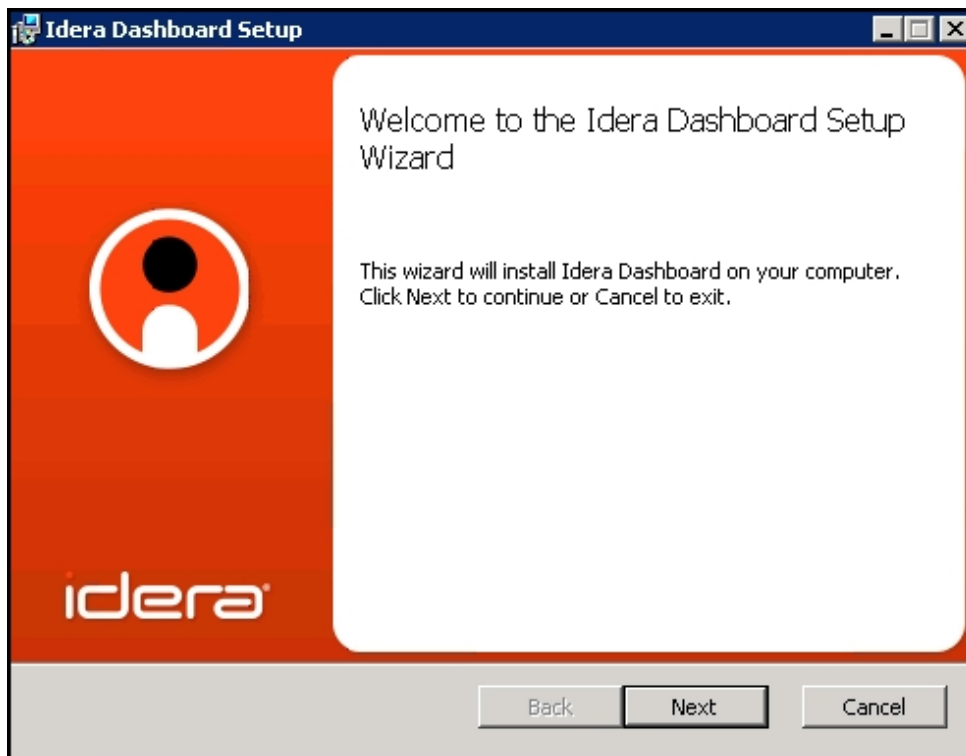 Idera Dashboard Setup
Welcome to the Idera Dashboard Setup
Wizard
This wizard will install Idera Dashboard on your computer.
Click Next to continue or Cancel to exit.
idera
Back
Next
Cancel